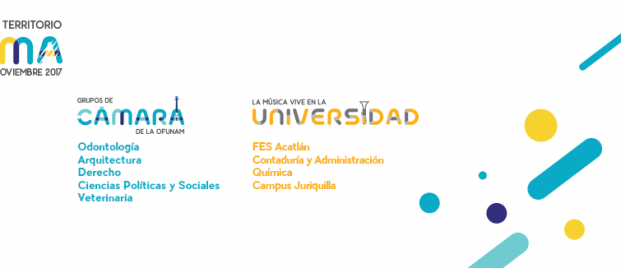 TERRITORIO
MA
OVIEMBRE 2017
GRUPOS DE
CÁMARA
DE LA OFUNAM
Odontología
Arquitectura
Derecho
Ciencias Políticas y Sociales
Veterinaria
LA MÚSICA VIVE EN LA
UNIVERSIDAD
FES Acatlán
Contaduría y Administración
Química
Campus Juriquilla